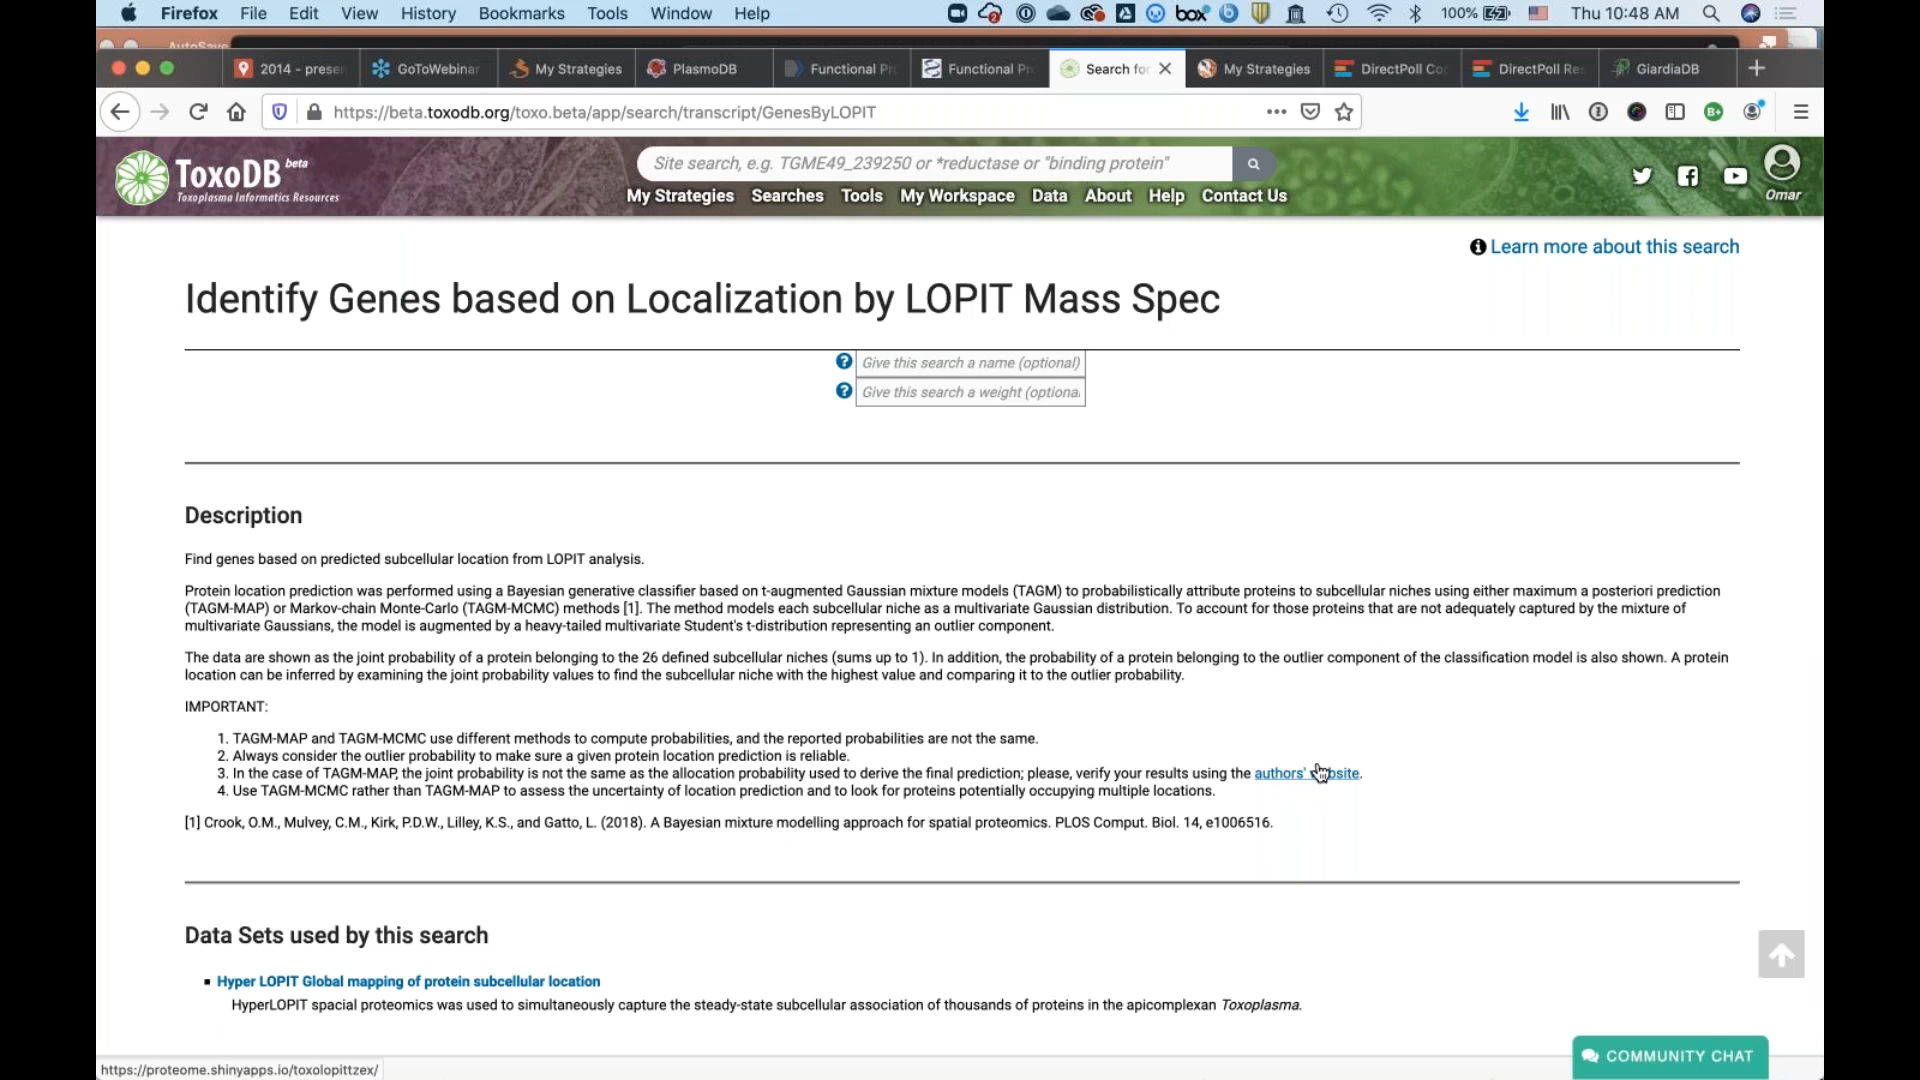 Firefox File Edit View History Bookmarks Tools Window Help box 100% Thu 10:48 AM
AutoSave
2014 - presen GoToWebinar My Strategies PlasmoDB Functional Pr Functional Pr Search for My Strategies DirectPoll Co DirectPoll Res GiardiaDB
https://beta.toxodb.org/toxo.beta/app/search/transcript/GenesByLOPIT
ToxoDB beta
Toxoplasma Informatics Resources
Site search, e.g. TGME49_239250 or *reductase or "binding protein"
My Strategies Searches Tools My Workspace Data About Help Contact Us
Omar
Learn more about this search
Identify Genes based on Localization by LOPIT Mass Spec
Give this search a name (optional)
Give this search a weight (optional
Description
Find genes based on predicted subcellular location from LOPIT analysis.
Protein location prediction was performed using a Bayesian generative classifier based on t-augmented Gaussian mixture models (TAGM) to probabilistically attribute proteins to subcellular niches using either maximum a posteriori prediction
(TAGM-MAP) or Markov-chain Monte-Carlo (TAGM-MCMC) methods [1]. The method models each subcellular niche as a multivariate Gaussian distribution. To account for those proteins that are not adequately captured by the mixture of
multivariate Gaussians, the model is augmented by a heavy-tailed multivariate Student's t-distribution representing an outlier component.
The data are shown as the joint probability of a protein belonging to the 26 defined subcellular niches (sums up to 1). In addition, the probability of a protein belonging to the outlier component of the classification model is also shown. A protein
location can be inferred by examining the joint probability values to find the subcellular niche with the highest value and comparing it to the outlier probability.
IMPORTANT:
1. TAGM-MAP and TAGM-MCMC use different methods to compute probabilities, and the reported probabilities are not the same.
2. Always consider the outlier probability to make sure a given protein location prediction is reliable.
3. In the case of TAGM-MAP, the joint probability is not the same as the allocation probability used to derive the final prediction; please, verify your results using the authors' website.
4. Use TAGM-MCMC rather than TAGM-MAP to assess the uncertainty of location prediction and to look for proteins potentially occupying multiple locations.
[1] Crook, O.M., Mulvey, C.M., Kirk, P.D.W., Lilley, K.S., and Gatto, L. (2018). A Bayesian mixture modelling approach for spatial proteomics. PLOS Comput. Biol. 14, e1006516.
Data Sets used by this search
Hyper LOPIT Global mapping of protein subcellular location
HyperLOPIT spacial proteomics was used to simultaneously capture the steady-state subcellular association of thousands of proteins in the apicomplexan Toxoplasma.
COMMUNITY CHAT
https://proteome.shinyapps.io/toxolopittzex/